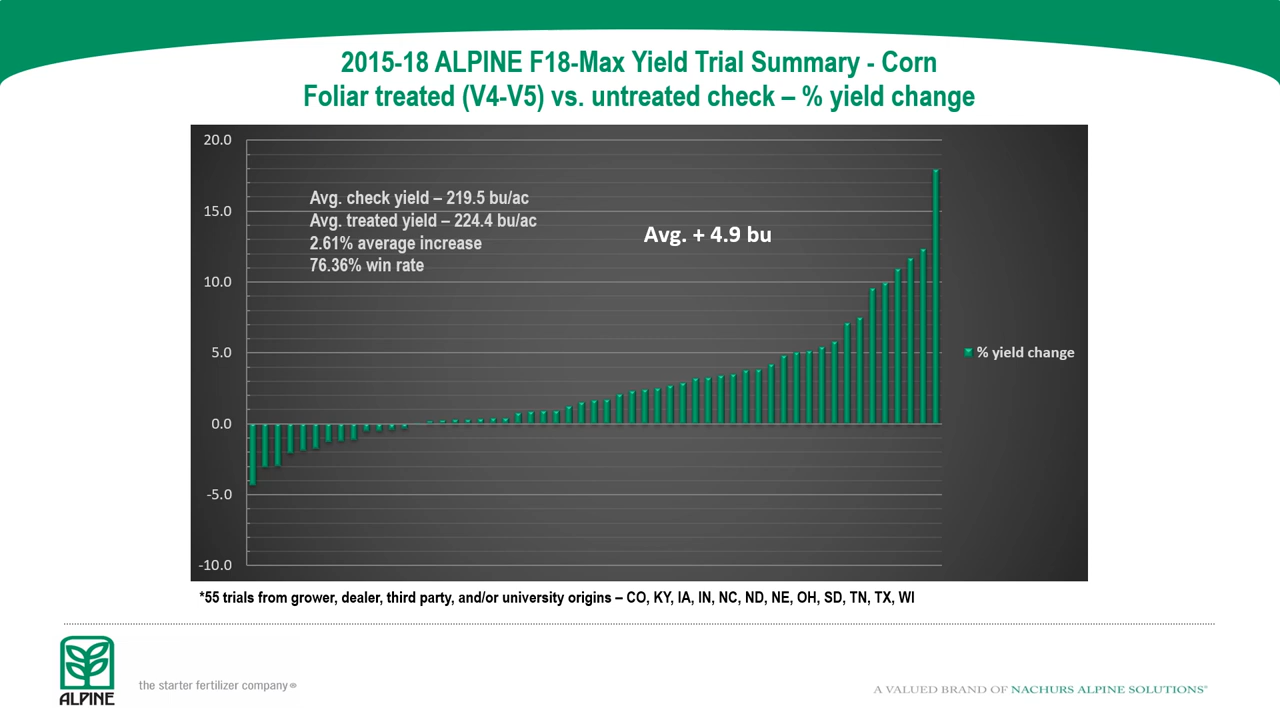 2015-18 ALPINE F18-Max Yield Trial Summary - Corn
Foliar treated (V4-V5) vs. untreated check – % yield change
20.0
15.0
10.0
5.0
0.0
-5.0
-10.0
Avg. check yield – 219.5 bu/ac
Avg. treated yield – 224.4 bu/ac
2.61% average increase
76.36% win rate
Avg. + 4.9 bu
% yield change
*55 trials from grower, dealer, third party, and/or university origins – CO, KY, IA, IN, NC, ND, NE, OH, SD, TN, TX, WI
ALPINE
the starter fertilizer company®
A VALUED BRAND OF NACHURS ALPINE SOLUTIONS®